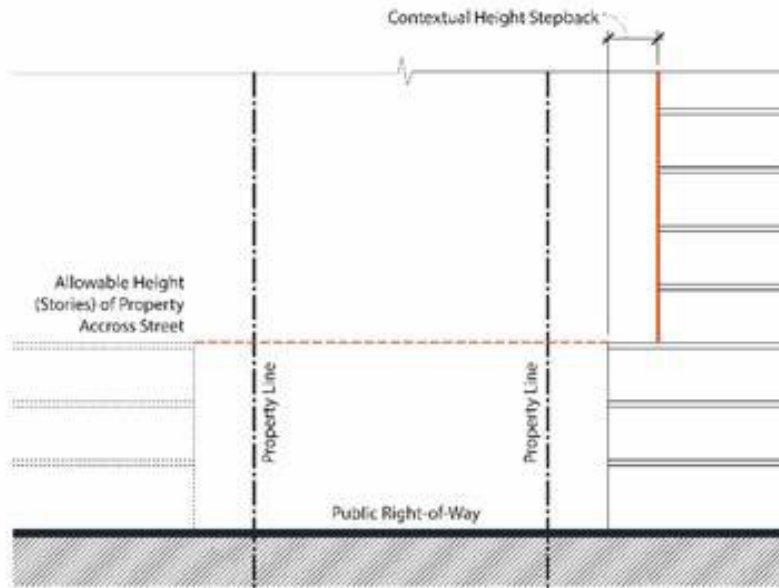 Contextual Height Stepback
Allowable Height
(Stories) of Property
Accross Street
Property Line
Property Line
Public Right-of-Way